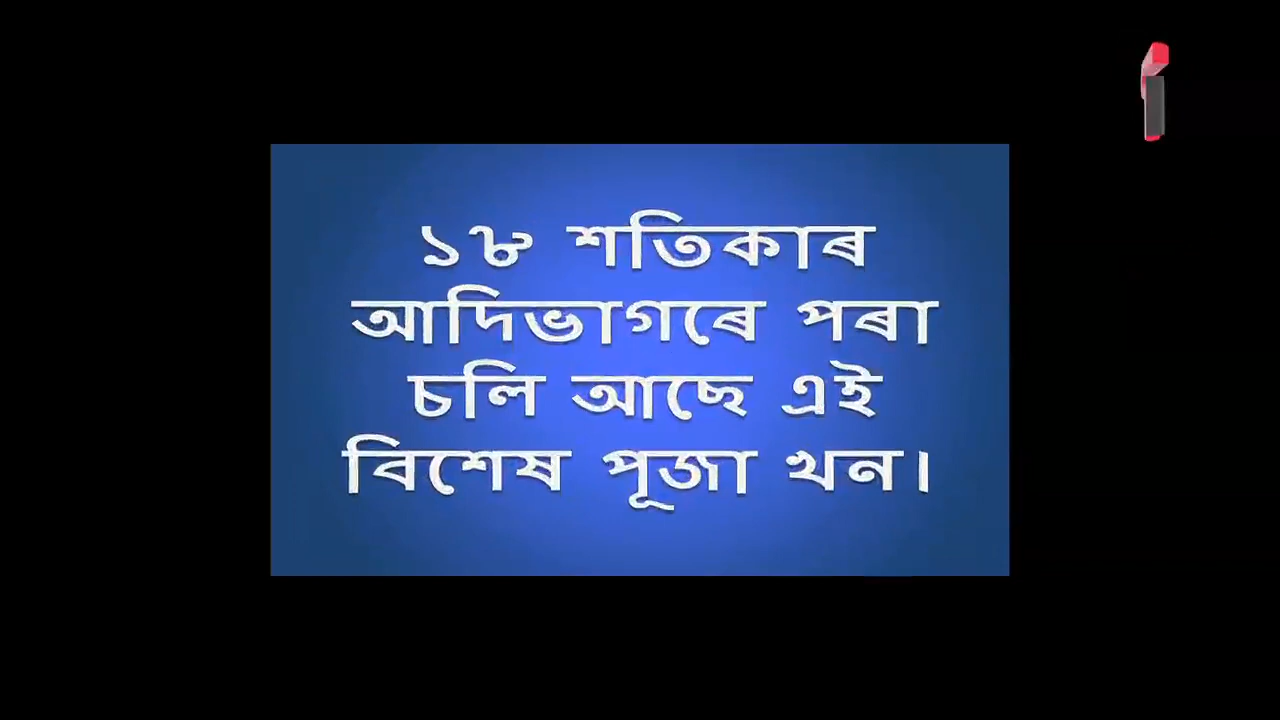 ১৮ শতিকাৰ
আদিভাগৰে পৰা
চলি আছে এই
বিশেষ পূজা খন।